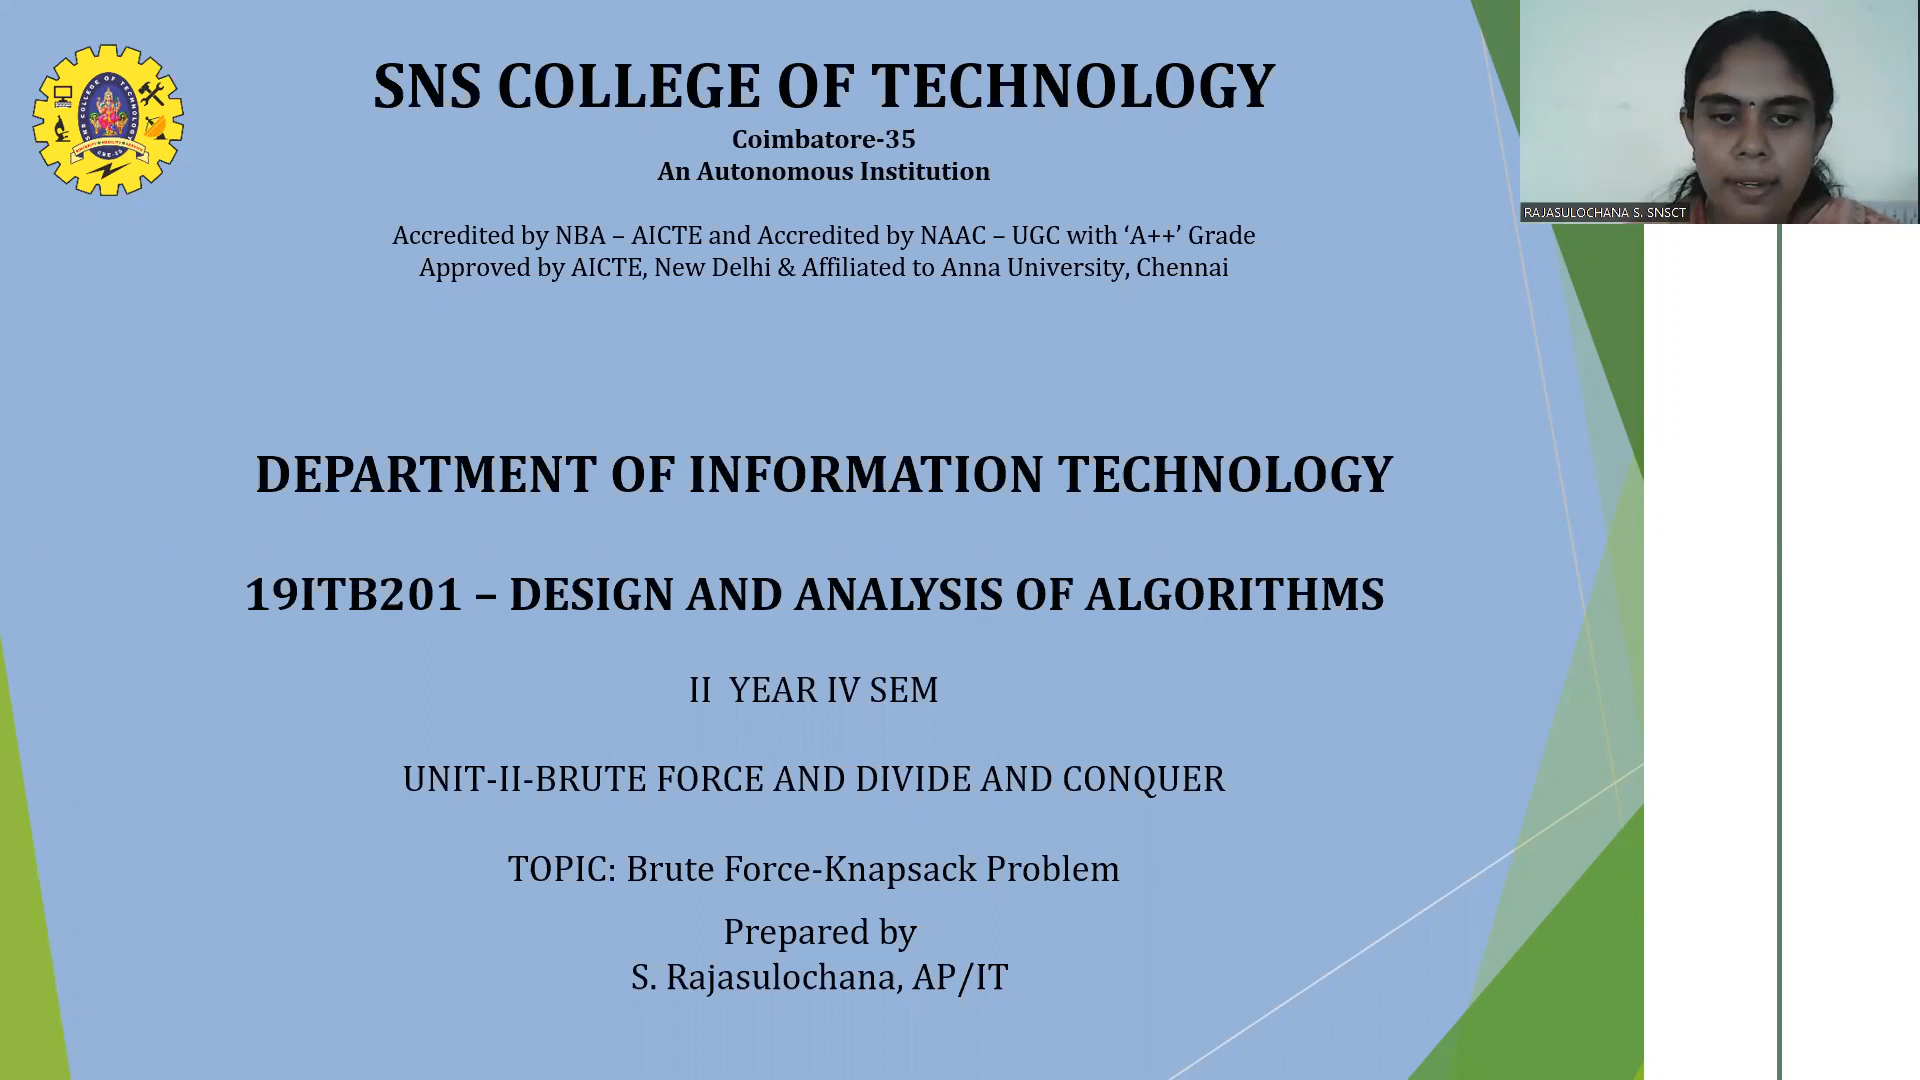 SNS COLLEGE OF TECHNOLOGY
Coimbatore-35
An Autonomous Institution
Accredited by NBA – AICTE and Accredited by NAAC – UGC with ‘A++’ Grade
Approved by AICTE, New Delhi & Affiliated to Anna University, Chennai
RAJASULOCHANA S. SNSCT
DEPARTMENT OF INFORMATION TECHNOLOGY
19ITB201 – DESIGN AND ANALYSIS OF ALGORITHMS
II YEAR IV SEM
UNIT-II-BRUTE FORCE AND DIVIDE AND CONQUER
TOPIC: Brute Force-Knapsack Problem
Prepared by
S. Rajasulochana, AP/IT